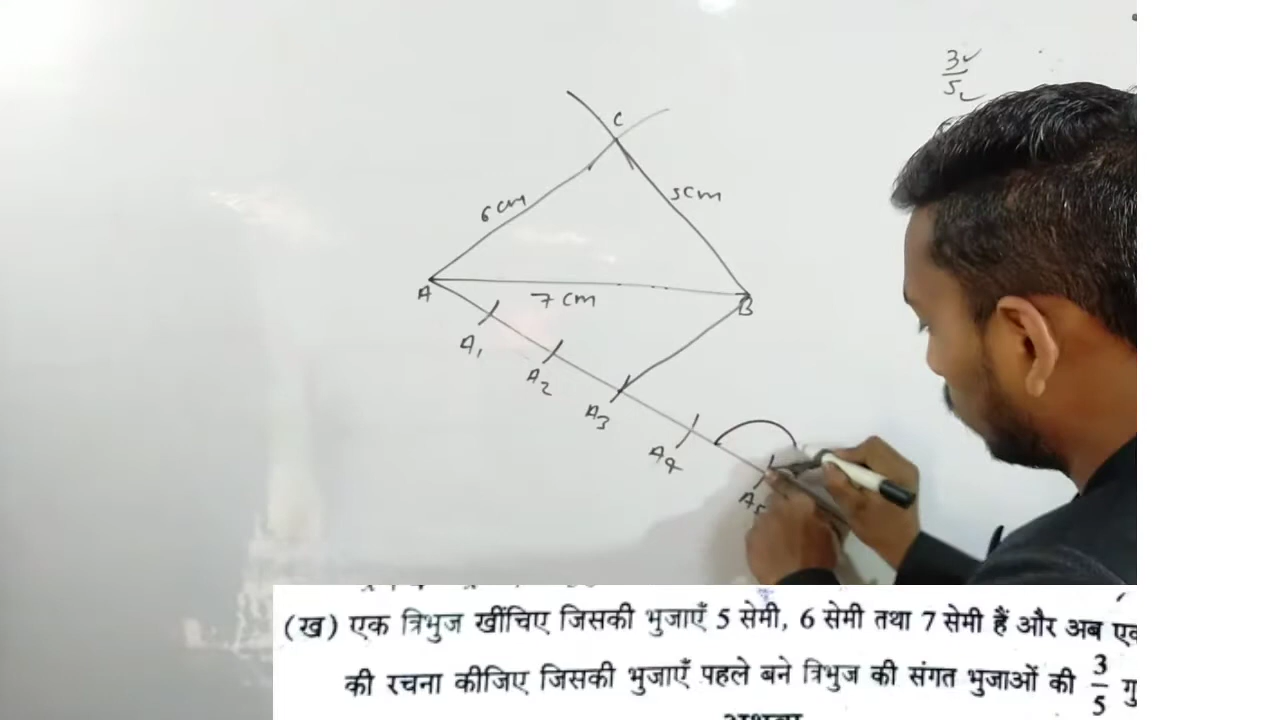 3
5
C
6 cm
5cm
A
7 cm
B
A1
A2
A3
A4
A5
(ख) एक त्रिभुज खींचिए जिसकी भुजाएँ 5 सेमी, 6 सेमी तथा 7 सेमी हैं और अब
की रचना कीजिए जिसकी भुजाएँ पहले बने त्रिभुज की संगत भुजाओं की 3/5